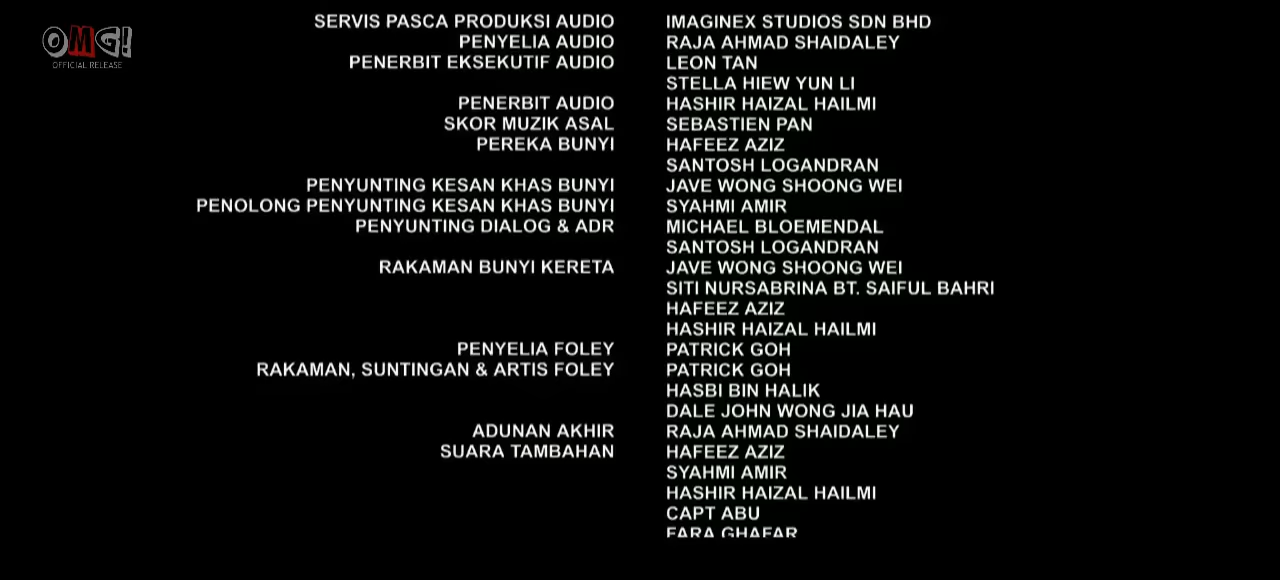 OMG!
OFFICIAL RELEASE
SERVIS PASCA PRODUKSI AUDIO IMAGINEX STUDIOS SDN BHD
PENYELIA AUDIO RAJA AHMAD SHAIDALEY
PENERBIT EKSEKUTIF AUDIO LEON TAN
STELLA HIEW YUN LI
PENERBIT AUDIO HASHIR HAIZAL HAILMI
SKOR MUZIK ASAL SEBASTIEN PAN
PEREKA BUNYI HAFEEZ AZIZ
SANTOSH LOGANDRAN
PENYUNTING KESAN KHAS BUNYI JAVE WONG SHOONG WEI
PENOLONG PENYUNTING KESAN KHAS BUNYI SYAHMI AMIR
PENYUNTING DIALOG & ADR MICHAEL BLOEMENDAL
SANTOSH LOGANDRAN
RAKAMAN BUNYI KERETA JAVE WONG SHOONG WEI
SITI NURSABRINA BT. SAIFUL BAHRI
HAFEEZ AZIZ
HASHIR HAIZAL HAILMI
PENYELIA FOLEY PATRICK GOH
RAKAMAN, SUNTINGAN & ARTIS FOLEY PATRICK GOH
HASBI BIN HALIK
DALE JOHN WONG JIA HAU
ADUNAN AKHIR RAJA AHMAD SHAIDALEY
SUARA TAMBAHAN HAFEEZ AZIZ
SYAHMI AMIR
HASHIR HAIZAL HAILMI
CAPT ABU
FARA GHAFAR